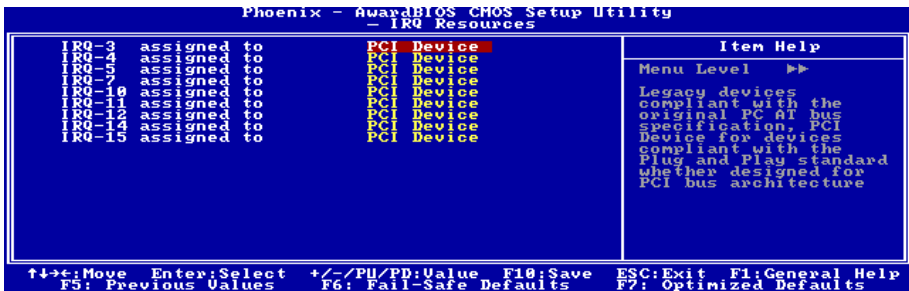 Phoenix - AwardBIOS CMOS Setup Utility
- IRQ Resources
IRQ-3 assigned to PCI Device
IRQ-4 assigned to PCI Device
IRQ-5 assigned to PCI Device
IRQ-7 assigned to PCI Device
IRQ-10 assigned to PCI Device
IRQ-11 assigned to PCI Device
IRQ-12 assigned to PCI Device
IRQ-14 assigned to PCI Device
IRQ-15 assigned to PCI Device
Item Help
Menu Level ►►
Legacy devices
compliant with the
original PC AT bus
specification, PCI
Device for devices
compliant with the
Plug and Play standard
whether designed for
PCI bus architecture
↑↓→←:Move Enter:Select +/-/PU/PD:Value F10:Save ESC:Exit F1:General Help
F5: Previous Values F6: Fail-Safe Defaults F7: Optimized Defaults